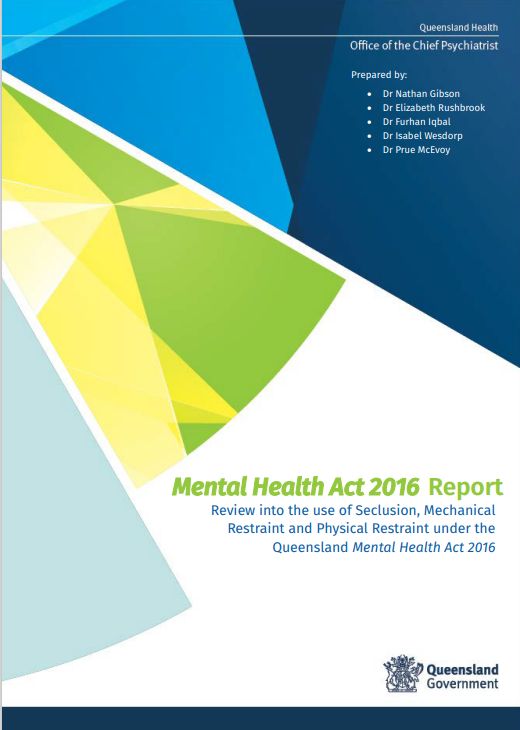 Queensland Health
Office of the Chief Psychiatrist
Prepared by:
• Dr Nathan Gibson
• Dr Elizabeth Rushbrook
• Dr Furhan Iqbal
• Dr Isabel Wesdorp
• Dr Prue McEvoy
Mental Health Act 2016 Report
Review into the use of Seclusion, Mechanical
Restraint and Physical Restraint under the
Queensland Mental Health Act 2016
Queensland
Government